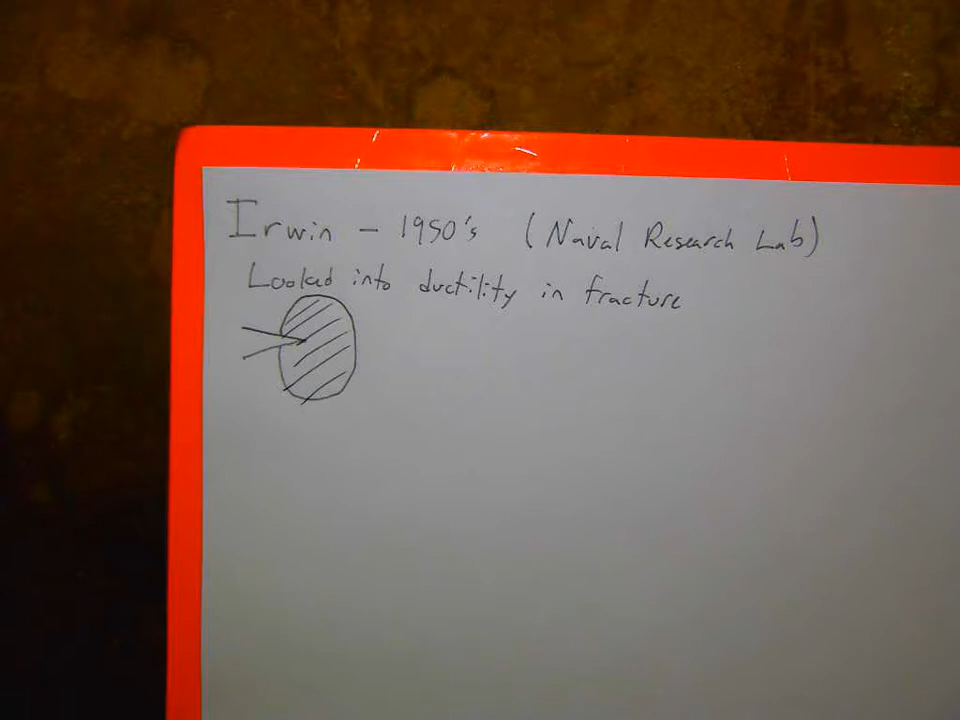 Irwin - 1950's (Naval Research Lab)
Looked into ductility in fracture